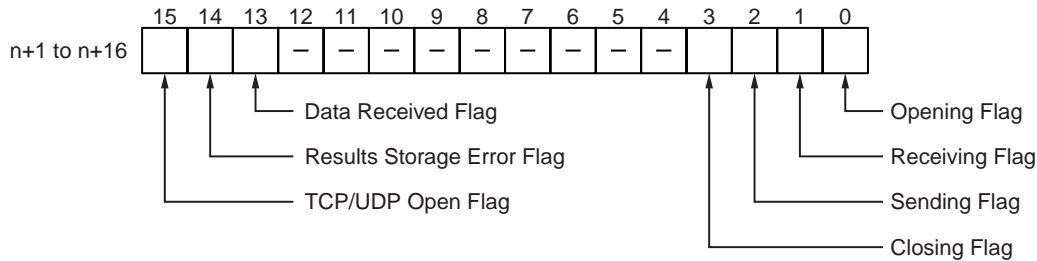 15 14 13 12 11 10 9 8 7 6 5 4 3 2 1 0
n+1 to n+16 – – – – – – – – –
Data Received Flag Opening Flag
Results Storage Error Flag Receiving Flag
TCP/UDP Open Flag Sending Flag
Closing Flag